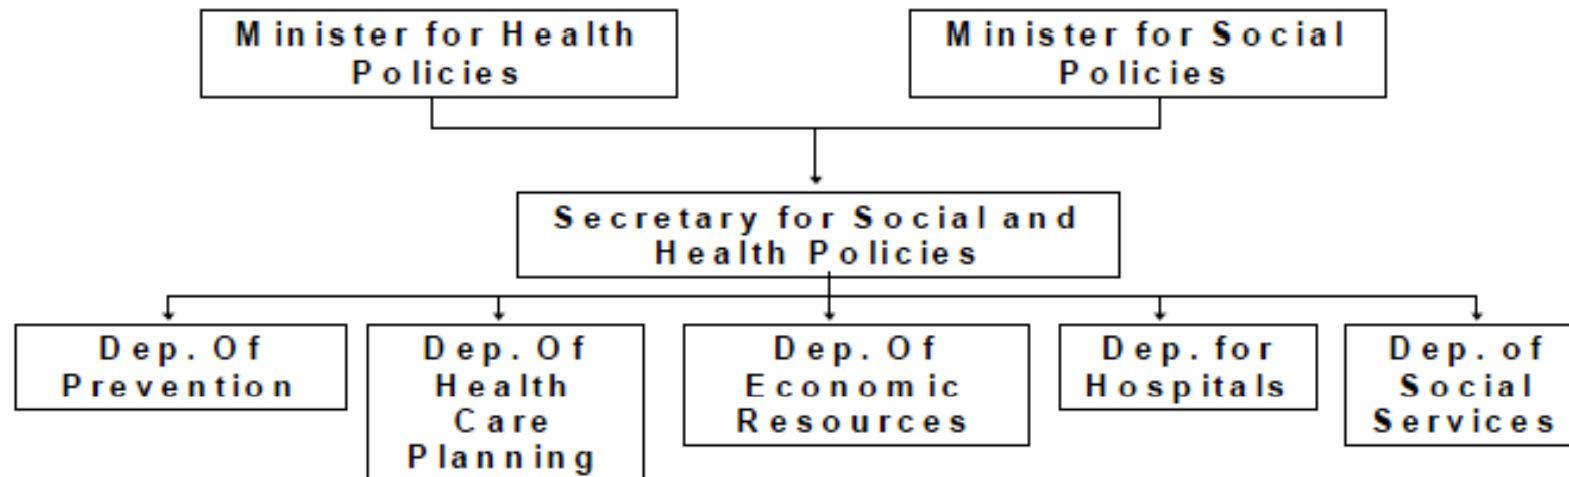 Minister for Health
Policies
Minister for Social
Policies
Secretary for Social and
Health Policies
Dep. Of
Prevention
Dep. Of
Health
Care
Planning
Dep. Of
Economic
Resources
Dep. for
Hospitals
Dep. of
Social
Services